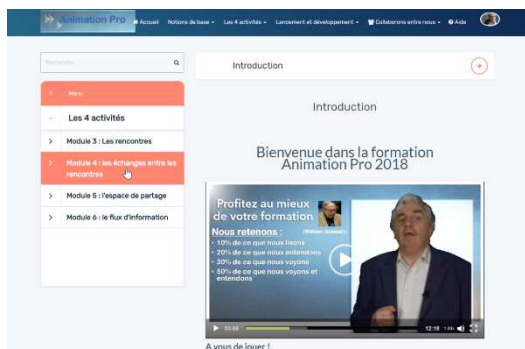 Animation Pro
Accueil
Notions de base
Les 4 activités
Lancement et développement
Collaborons entre nous
Aide
Recherche...
Menu
Les 4 activités
Module 3 : Les rencontres
Module 4 : les échanges entre les
rencontres
Module 5 : l'espace de partage
Module 6 : le flux d'information
Introduction
Introduction
Bienvenue dans la formation
Animation Pro 2018
Profitez au mieux
de votre formation
Nous retenons :
• 10% de ce que nous lisons
• 20% de ce que nous entendons
• 30% de ce que nous voyons
• 50% de ce que nous voyons et
entendons
12:18
A vous de jouer !